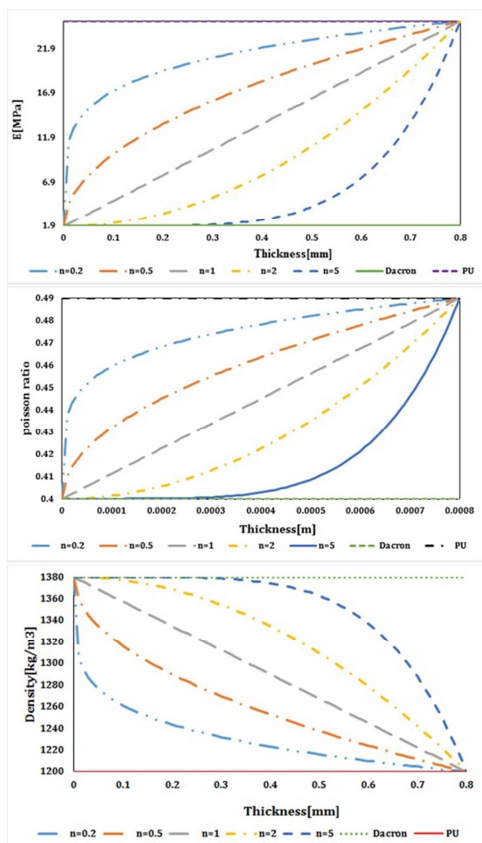 E[MPa]
21.9
16.9
11.9
6.9
1.9
0 0.1 0.2 0.3 0.4 0.5 0.6 0.7 0.8
Thickness[mm]
n=0.2 n=0.5 n=1 n=2 n=5 Dacron PU
poisson ratio
0.49
0.48
0.47
0.46
0.45
0.44
0.43
0.42
0.41
0.4
0 0.0001 0.0002 0.0003 0.0004 0.0005 0.0006 0.0007 0.0008
Thickness[m]
n=0.2 n=0.5 n=1 n=2 n=5 Dacron PU
Density[kg/m3]
1380
1360
1340
1320
1300
1280
1260
1240
1220
1200
0 0.1 0.2 0.3 0.4 0.5 0.6 0.7 0.8
Thickness[mm]
n=0.2 n=0.5 n=1 n=2 n=5 Dacron PU